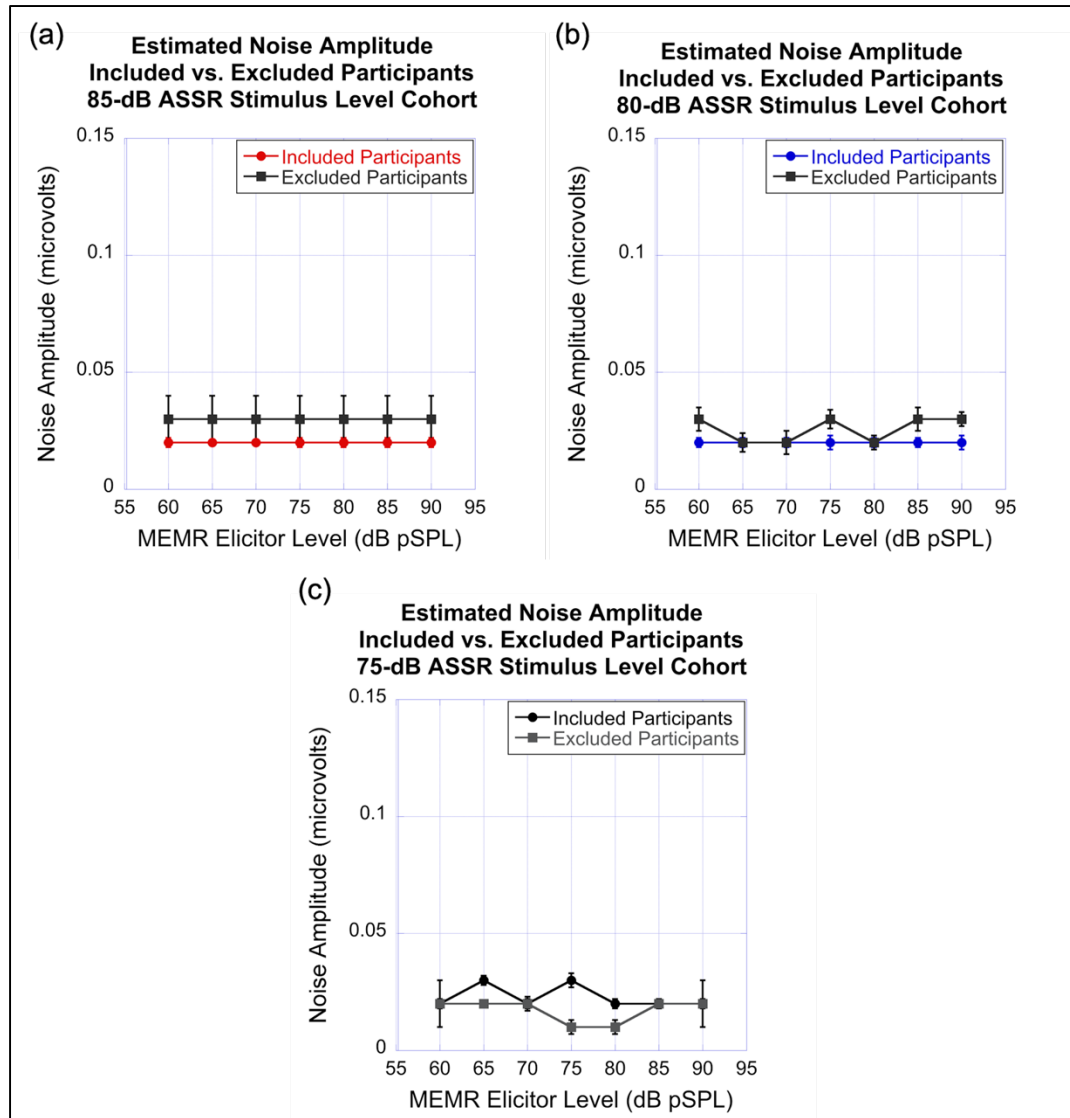 (a)
Estimated Noise Amplitude
Included vs. Excluded Participants
85-dB ASSR Stimulus Level Cohort
0.15
0.1
0.05
0
Noise Amplitude (microvolts)
Included Participants
Excluded Participants
55 60 65 70 75 80 85 90 95
MEMR Elicitor Level (dB pSPL)
(b)
Estimated Noise Amplitude
Included vs. Excluded Participants
80-dB ASSR Stimulus Level Cohort
0.15
0.1
0.05
0
Noise Amplitude (microvolts)
Included Participants
Excluded Participants
55 60 65 70 75 80 85 90 95
MEMR Elicitor Level (dB pSPL)
(c)
Estimated Noise Amplitude
Included vs. Excluded Participants
75-dB ASSR Stimulus Level Cohort
0.15
0.1
0.05
0
Noise Amplitude (microvolts)
Included Participants
Excluded Participants
55 60 65 70 75 80 85 90 95
MEMR Elicitor Level (dB pSPL)